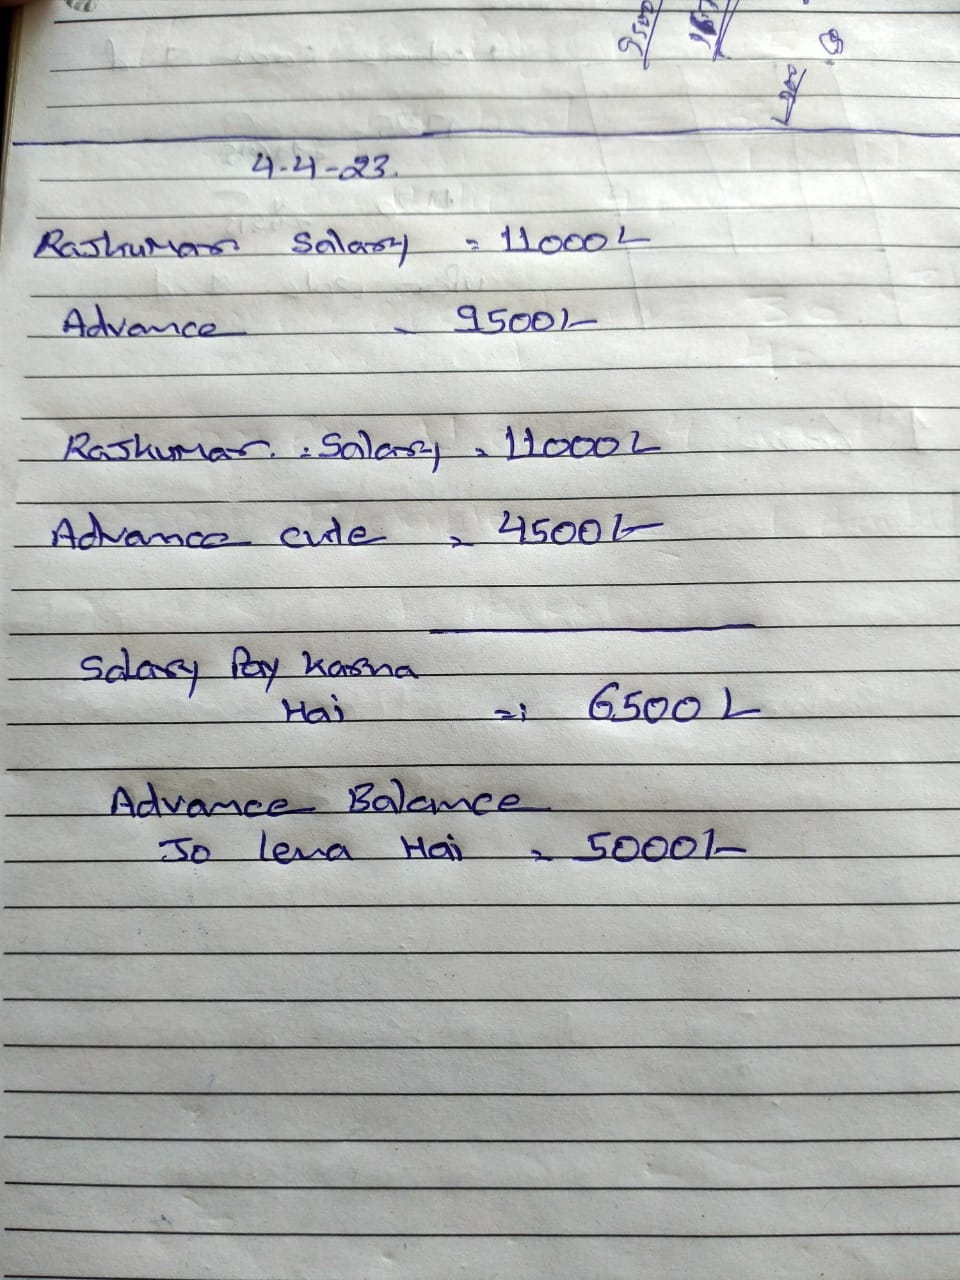 4-4-23.
Rajkumar Salary = 11000/-
Advance - 9500/-
Rajkumar : Salary = 11000/-
Advance cute = 4500/-
Salary Pay Karna
Hai = 6500/-
Advance Balance
Jo lena Hai = 5000/-